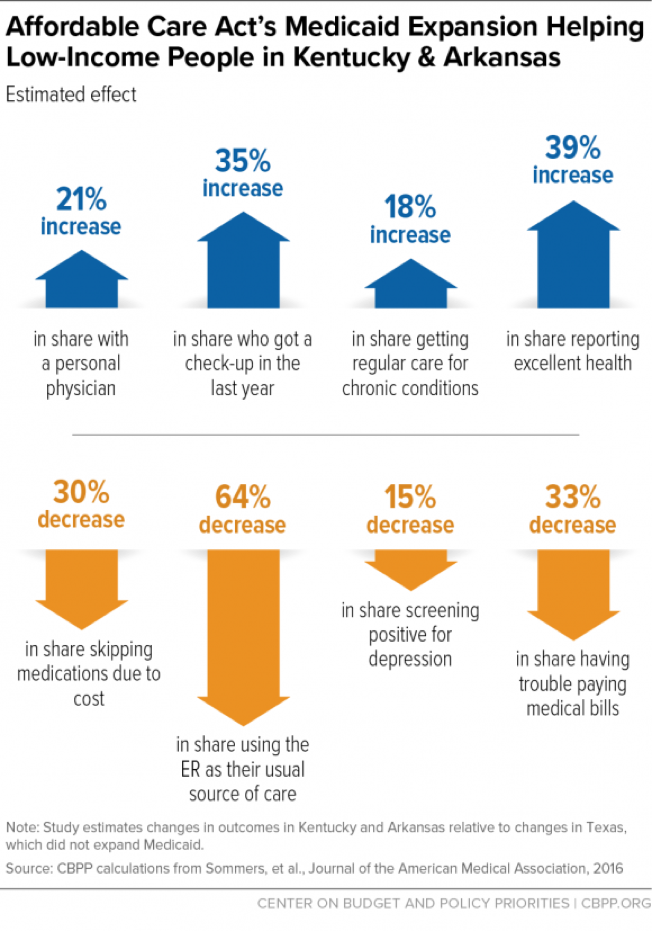 Affordable Care Act's Medicaid Expansion Helping
Low-Income People in Kentucky & Arkansas
Estimated effect
21%
increase
in share with
a personal
physician
35%
increase
in share who got a
check-up in the
last year
18%
increase
in share getting
regular care for
chronic conditions
39%
increase
in share reporting
excellent health
30%
decrease
in share skipping
medications due to
cost
64%
decrease
in share using the
ER as their usual
source of care
15%
decrease
in share screening
positive for
depression
33%
decrease
in share having
trouble paying
medical bills
Note: Study estimates changes in outcomes in Kentucky and Arkansas relative to changes in Texas,
which did not expand Medicaid.
Source: CBPP calculations from Sommers, et al., Journal of the American Medical Association, 2016
CENTER ON BUDGET AND POLICY PRIORITIES | CBPP.ORG